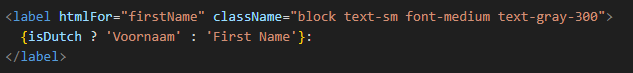 <label htmlFor="firstName" className="block text-sm font-medium text-gray-300">
  {isDutch ? 'Voornaam' : 'First Name'}:
</label>